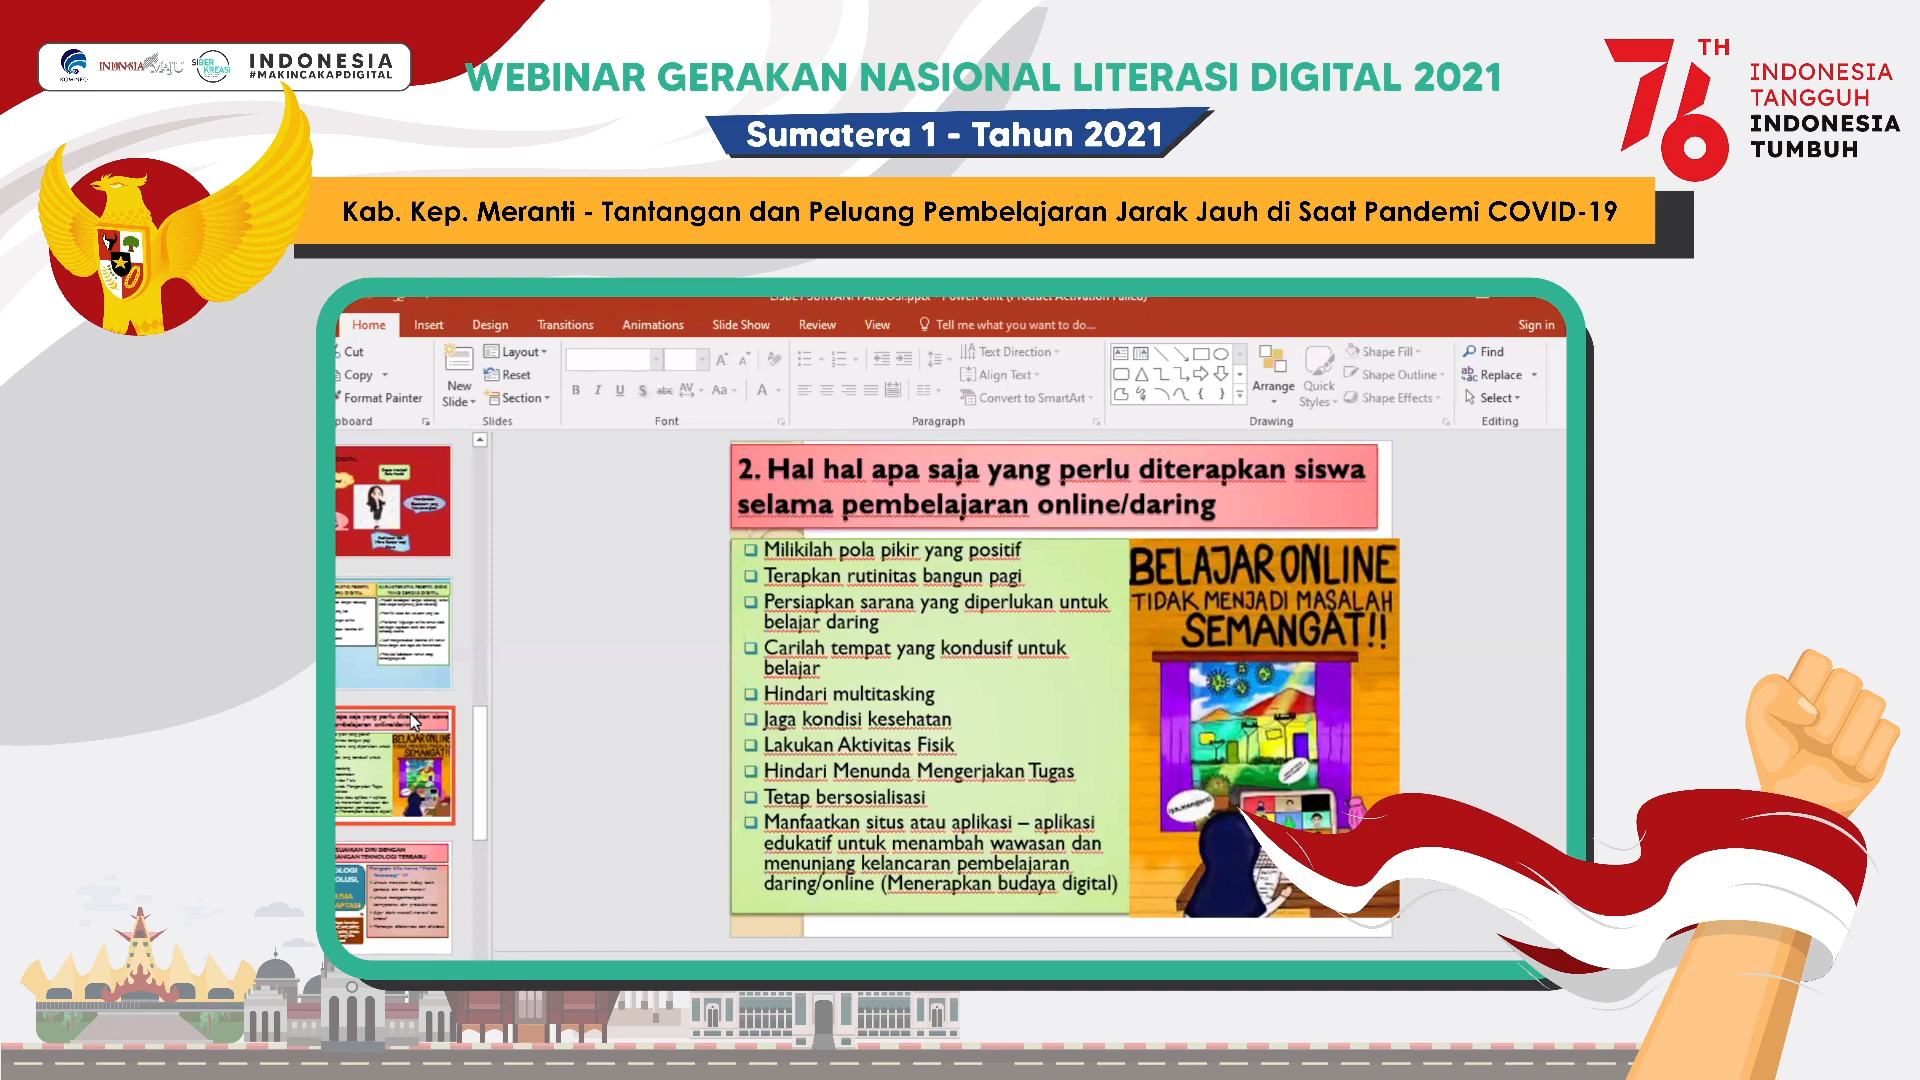 KOMINFO
INDONESIA MAJU
SIBER KREASI
INDONESIA
#MAKINCAKAPDIGITAL
WEBINAR GERAKAN NASIONAL LITERASI DIGITAL 2021
Sumatera 1 - Tahun 2021
76 TH
INDONESIA
TANGGUH
INDONESIA
TUMBUH
Kab. Kep. Meranti - Tantangan dan Peluang Pembelajaran Jarak Jauh di Saat Pandemi COVID-19
Home Insert Design Transitions Animations Slide Show Review View Tell me what you want to do... Sign in
Cut
Copy
Format Painter
New
Slide
Layout
Reset
Section
Slides
Font
Text Direction
Align Text
Convert to SmartArt
Paragraph
Arrange
Quick
Styles
Shape Fill
Shape Outline
Shape Effects
Drawing
Find
Replace
Select
Editing
2. Hal hal apa saja yang perlu diterapkan siswa
selama pembelajaran online/daring
Milikilah pola pikir yang positif
Terapkan rutinitas bangun pagi
Persiapkan sarana yang diperlukan untuk
belajar daring
Carilah tempat yang kondusif untuk
belajar
Hindari multitasking
Jaga kondisi kesehatan
Lakukan Aktivitas Fisik
Hindari Menunda Mengerjakan Tugas
Tetap bersosialisasi
Manfaatkan situs atau aplikasi – aplikasi
edukatif untuk menambah wawasan dan
menunjang kelancaran pembelajaran
daring/online (Menerapkan budaya digital)
BELAJAR ONLINE
TIDAK MENJADI MASALAH
SEMANGAT!!